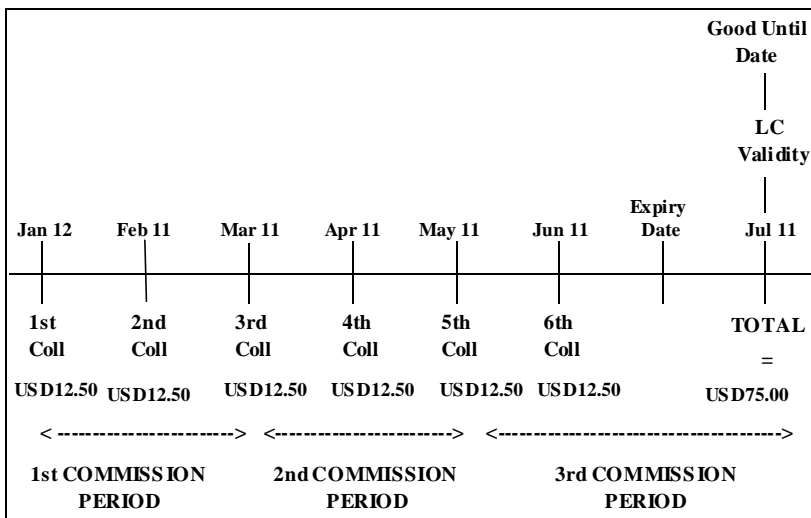 Good Until
Date
LC
Validity
Jan 12 Feb 11 Mar 11 Apr 11 May 11 Jun 11 Expiry Date Jul 11
1st Coll 2nd Coll 3rd Coll 4th Coll 5th Coll 6th Coll TOTAL
=
USD12.50 USD12.50 USD12.50 USD12.50 USD12.50 USD12.50 USD75.00
< -------------------------> <-------------------------> <------------------------------------------>
1st COMMISSION PERIOD 2nd COMMISSION PERIOD 3rd COMMISSION PERIOD